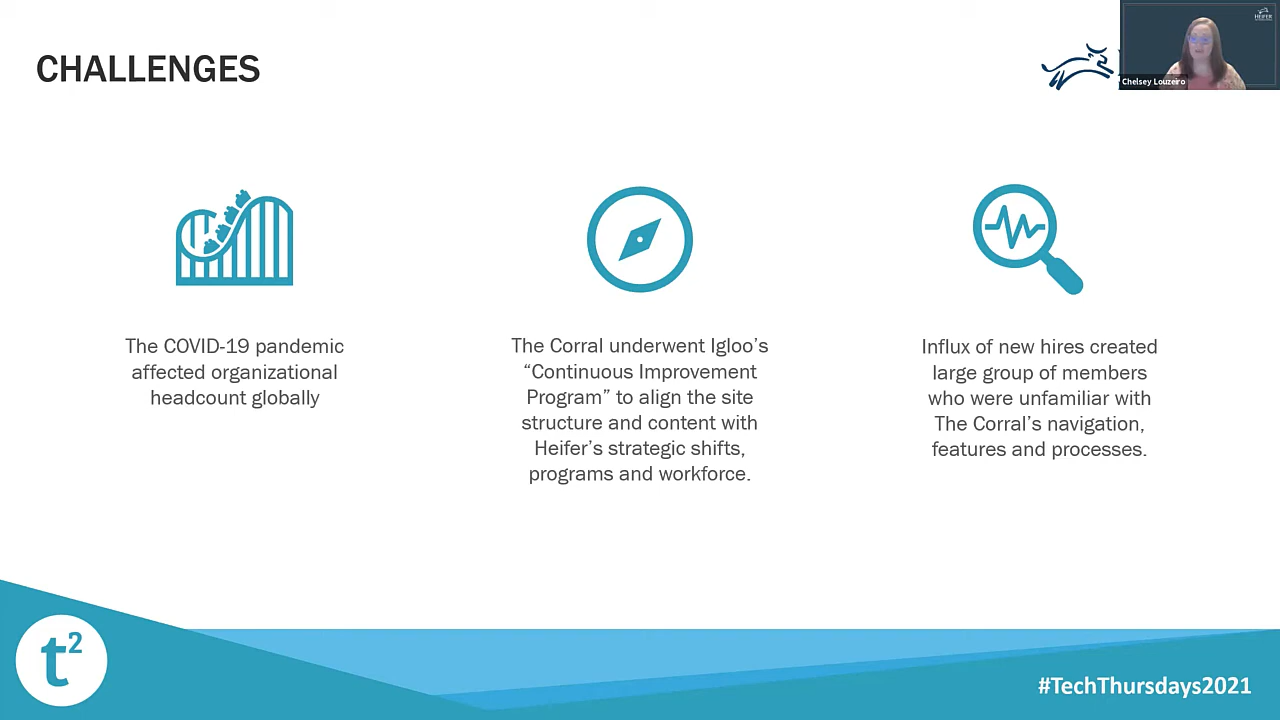 CHALLENGES
HEIFER
Chelsey Louzeiro
The COVID-19 pandemic
affected organizational
headcount globally
The Corral underwent Igloo’s
“Continuous Improvement
Program” to align the site
structure and content with
Heifer’s strategic shifts,
programs and workforce.
Influx of new hires created
large group of members
who were unfamiliar with
The Corral’s navigation,
features and processes.
t²
#TechThursdays2021